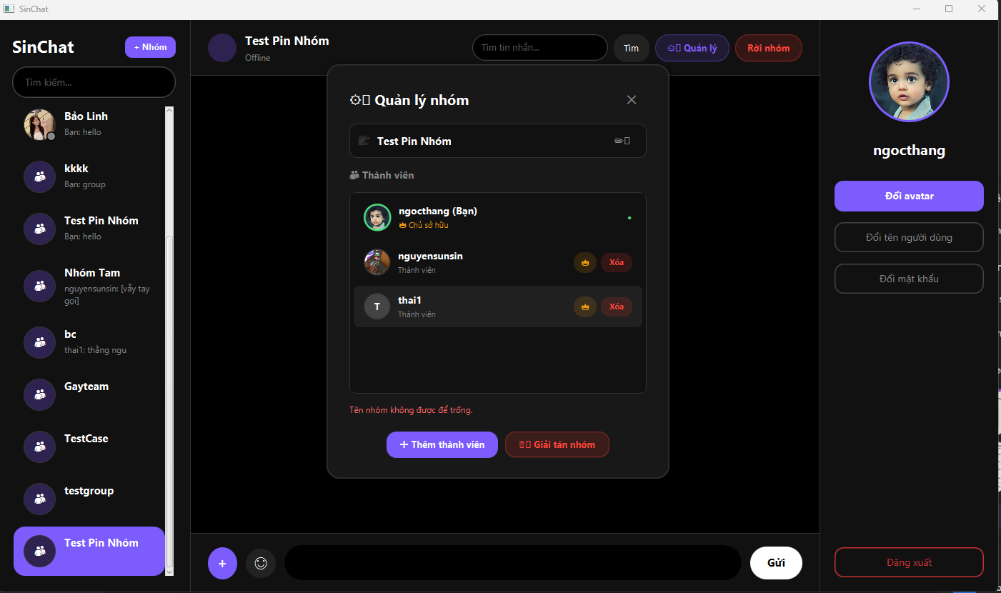 SinChat
SinChat
+ Nhóm
Tìm kiếm...
Bảo Linh
Bạn: hello
kkkk
Bạn: group
Test Pin Nhóm
Bạn: hello
Nhóm Tam
nguyensunsin: [vẫy tay gọi]
bc
thai1: thằng ngu
Gayteam
TestCase
testgroup
Test Pin Nhóm
Test Pin Nhóm
Offline
Tìm tin nhắn...
Tìm
Quản lý
Rời nhóm
Quản lý nhóm
Test Pin Nhóm
Thành viên
ngocthang (Bạn)
Chủ sở hữu
nguyensunsin
Thành viên
Xóa
T
thai1
Thành viên
Xóa
Tên nhóm không được để trống.
+ Thêm thành viên
Giải tán nhóm
+
Gửi
ngocthang
Đổi avatar
Đổi tên người dùng
Đổi mật khẩu
Đăng xuất